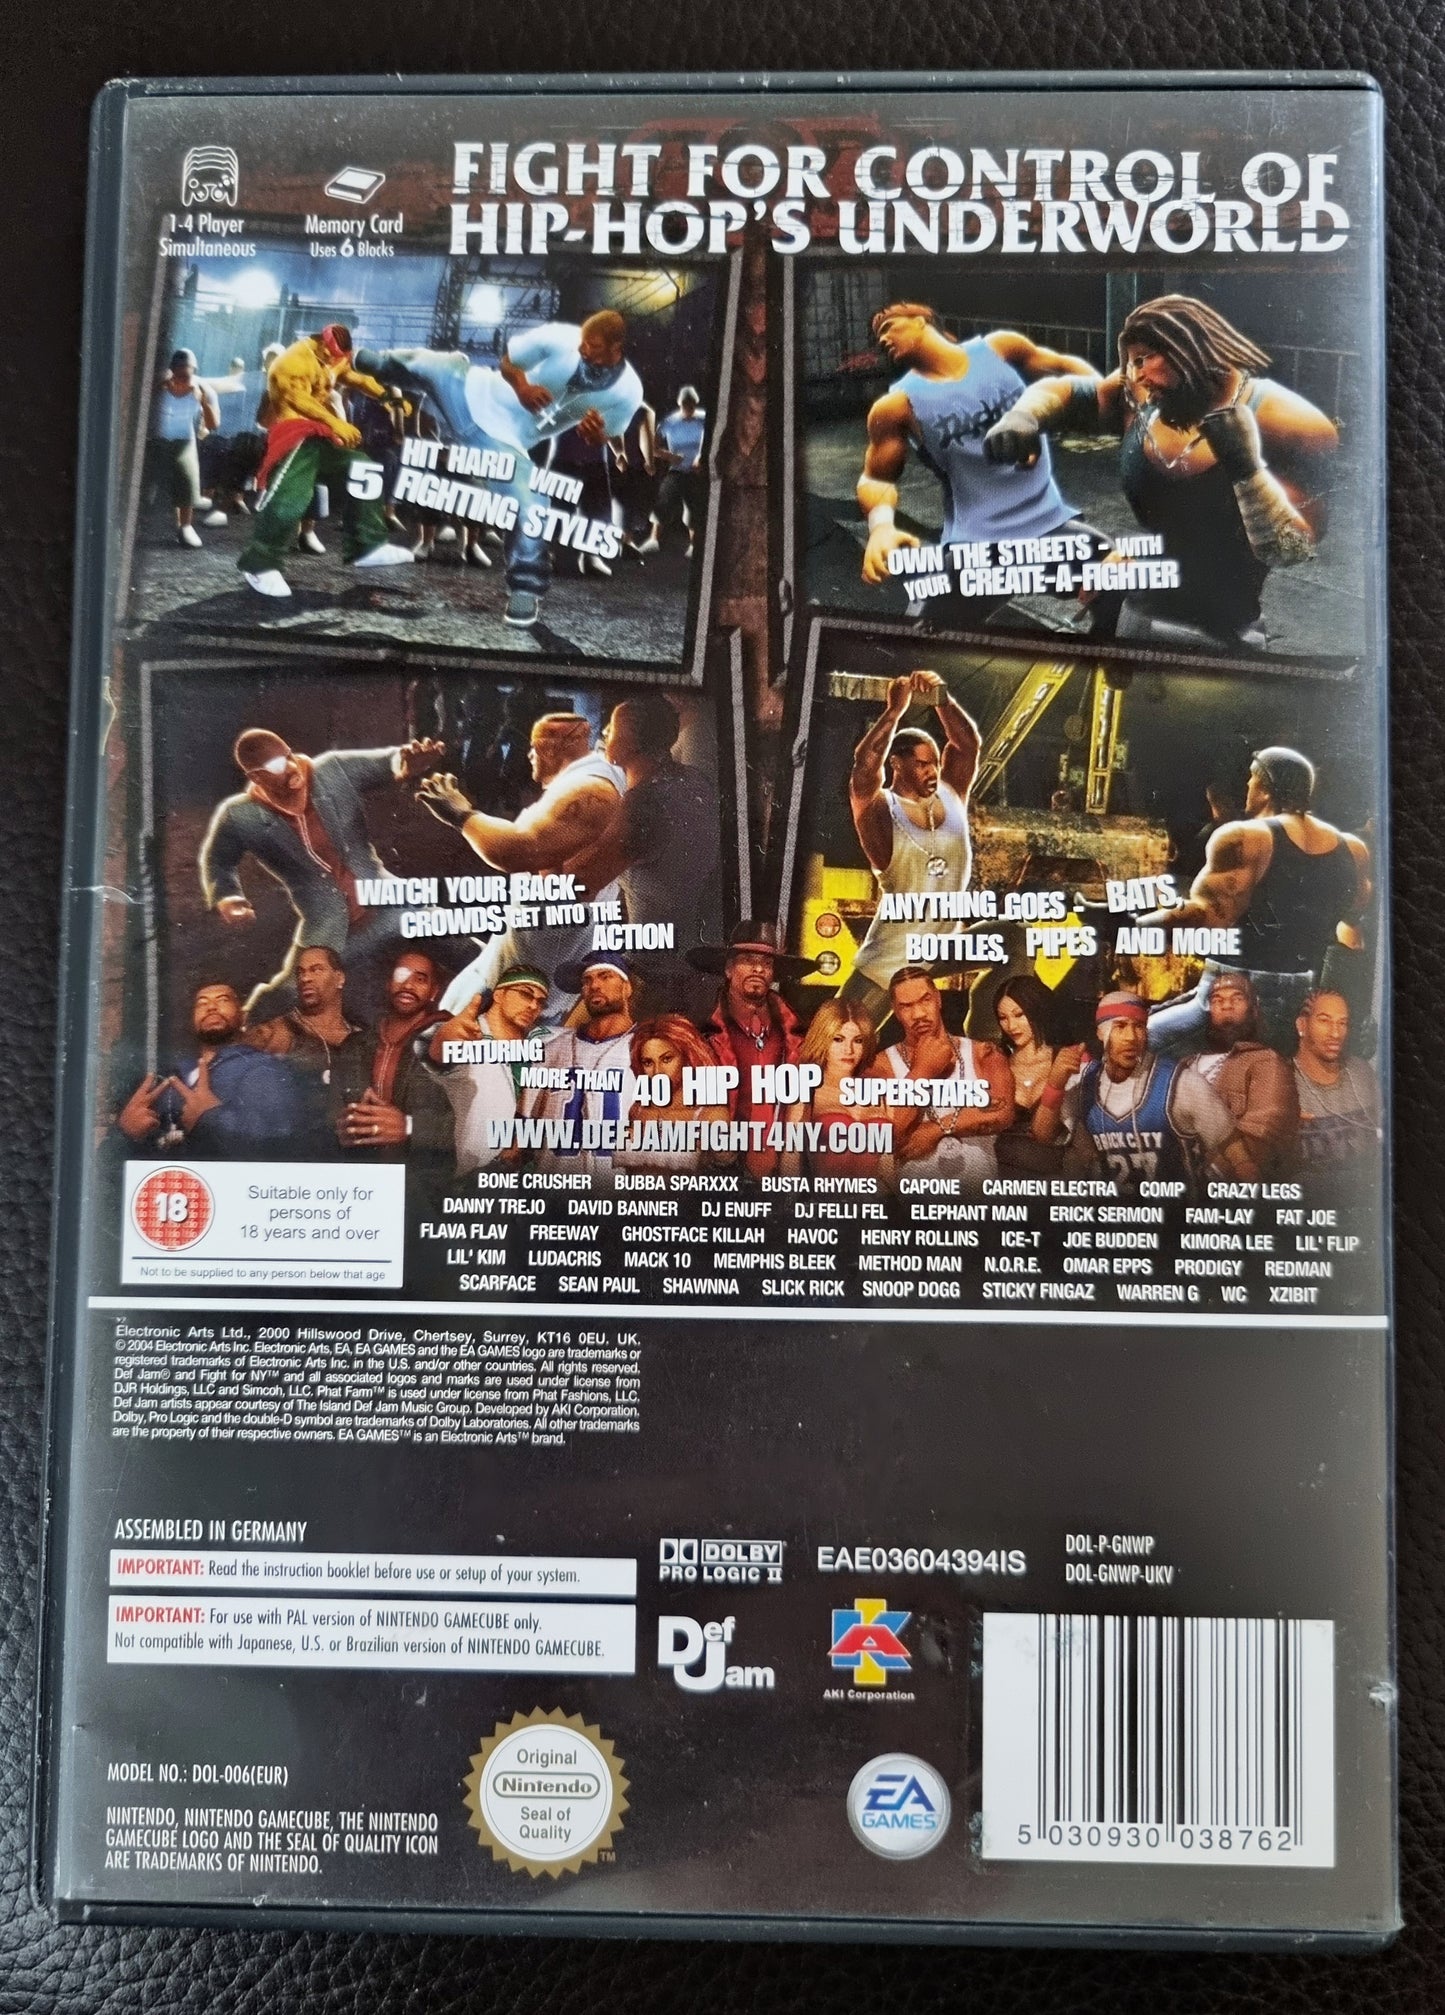 FIGHT FOR CONTROL OF
HIP-HOP'S UNDERWORLD
1-4 Player
Simultaneous
Memory Card
Uses 6 Blocks
HIT HARD WITH
5 FIGHTING STYLES
OWN THE STREETS - WITH
YOUR CREATE-A-FIGHTER
WATCH YOUR BACK-
CROWDS GET INTO THE
ACTION
ANYTHING GOES - BATS,
BOTTLES, PIPES AND MORE
FEATURING
MORE THAN 40 HIP HOP SUPERSTARS
WWW.DEFJAMFIGHT4NY.COM
BRICK CITY
18
Suitable only for
persons of
18 years and over
Not to be supplied to any person below that age
BONE CRUSHER BUBBA SPARXXX BUSTA RHYMES CAPONE CARMEN ELECTRA COMP CRAZY LEGS
DANNY TREJO DAVID BANNER DJ ENUFF DJ FELLI FEL ELEPHANT MAN ERICK SERMON FAM-LAY FAT JOE
FLAVA FLAV FREEWAY GHOSTFACE KILLAH HAVOC HENRY ROLLINS ICE-T JOE BUDDEN KIMORA LEE LIL' FLIP
LIL' KIM LUDACRIS MACK 10 MEMPHIS BLEEK METHOD MAN N.O.R.E. OMAR EPPS PRODIGY REDMAN
SCARFACE SEAN PAUL SHAWNNA SLICK RICK SNOOP DOGG STICKY FINGAZ WARREN G WC XZIBIT
Electronic Arts Ltd., 2000 Hillswood Drive, Chertsey, Surrey, KT16 0EU. UK.
© 2004 Electronic Arts Inc. Electronic Arts, EA, EA GAMES and the EA GAMES logo are trademarks or
registered trademarks of Electronic Arts Inc. in the U.S. and/or other countries. All rights reserved.
Def Jam® and Fight for NY™ and all associated logos and marks are used under license from
DJR Holdings, LLC and Simcoh, LLC. Phat Farm™ is used under license from Phat Fashions, LLC.
Def Jam artists appear courtesy of The Island Def Jam Music Group. Developed by AKI Corporation.
Dolby, Pro Logic and the double-D symbol are trademarks of Dolby Laboratories. All other trademarks
are the property of their respective owners. EA GAMES™ is an Electronic Arts™ brand.
ASSEMBLED IN GERMANY
IMPORTANT: Read the instruction booklet before use or setup of your system.
IMPORTANT: For use with PAL version of NINTENDO GAMECUBE only.
Not compatible with Japanese, U.S. or Brazilian version of NINTENDO GAMECUBE.
DOLBY
PRO LOGIC II
EAE03604394IS
DOL-P-GNWP
DOL-GNWP-UKV
Def
Jam
AKI
AKI Corporation
MODEL NO.: DOL-006(EUR)
NINTENDO, NINTENDO GAMECUBE, THE NINTENDO
GAMECUBE LOGO AND THE SEAL OF QUALITY ICON
ARE TRADEMARKS OF NINTENDO.
Original
Nintendo
Seal of
Quality
TM
EA
GAMES
5 030930 038762